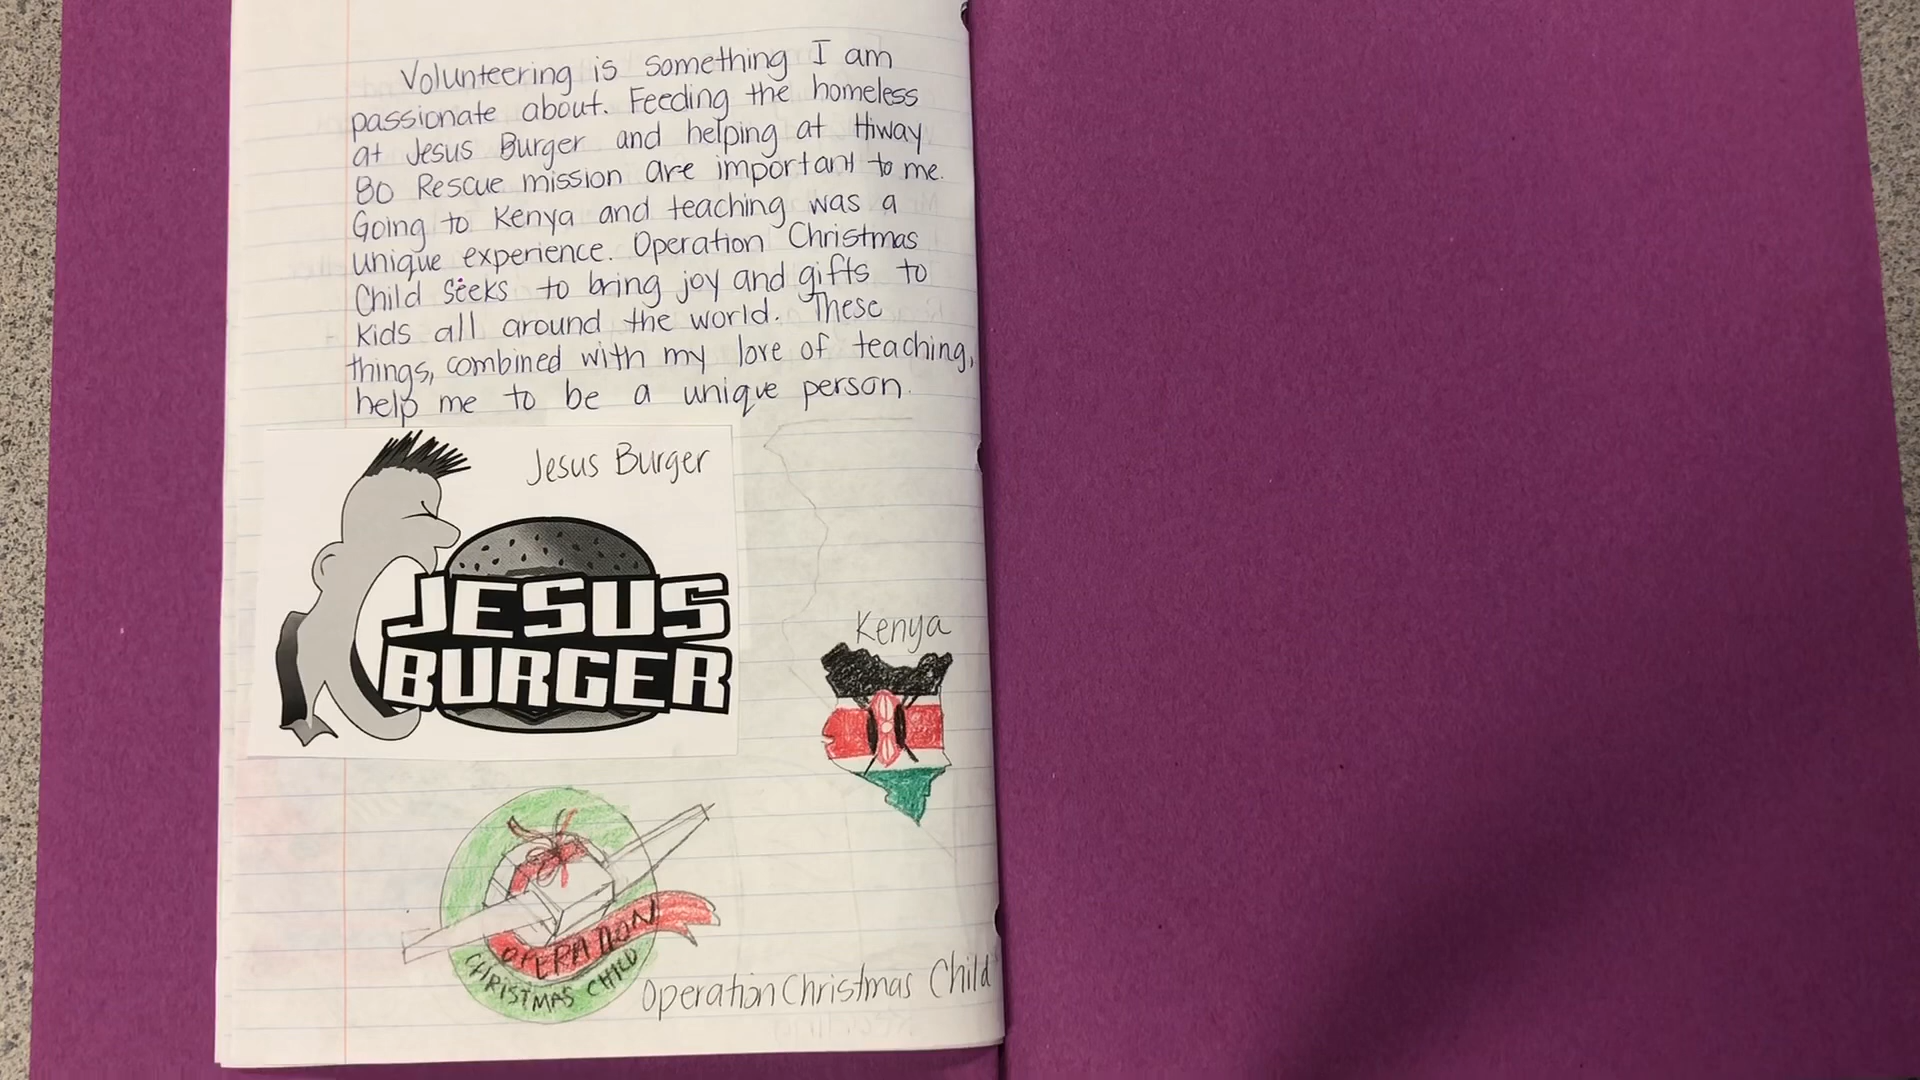 Volunteering is something I am
passionate about. Feeding the homeless
at Jesus Burger and helping at Hiway
80 Rescue mission are important to me.
Going to Kenya and teaching was a
unique experience. Operation Christmas
Child seeks to bring joy and gifts to
kids all around the world. These
things, combined with my love of teaching,
help me to be a unique person.
Jesus Burger
JESUS
BURGER
Kenya
OPERATION
CHRISTMAS CHILD
Operation Christmas Child